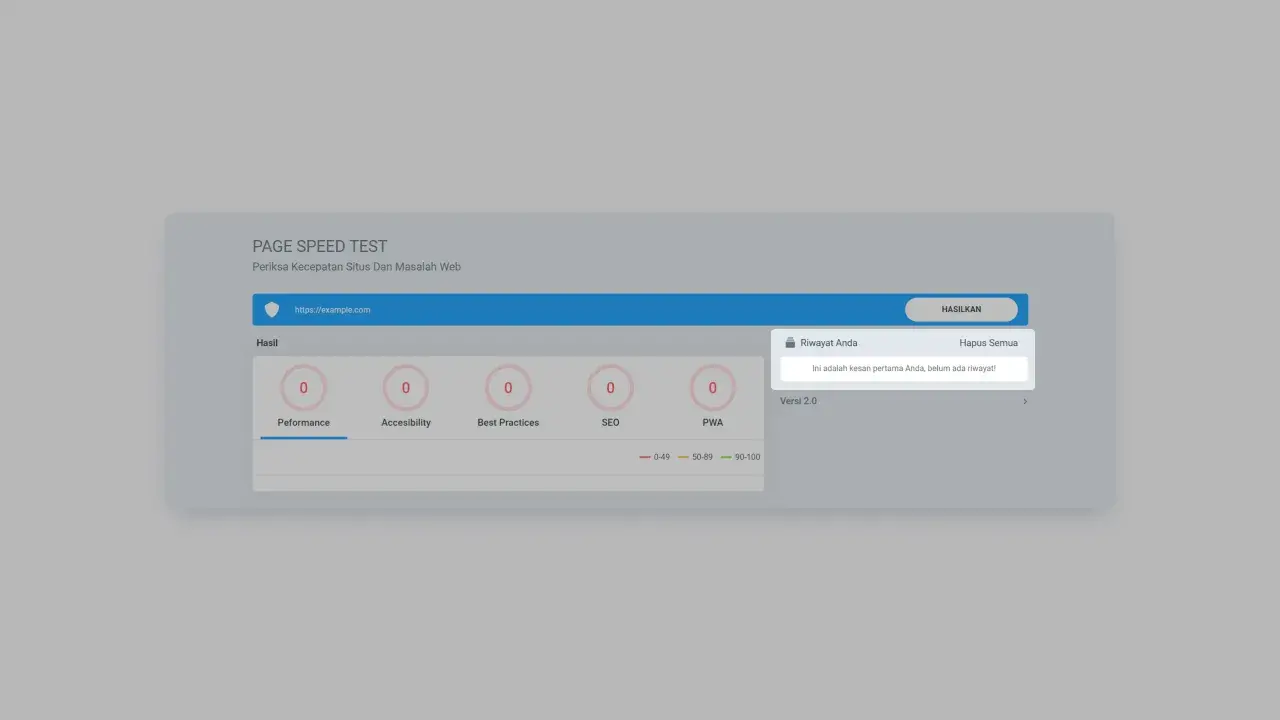 PAGE SPEED TEST
Periksa Kecepatan Situs Dan Masalah Web
https://example.com
HASILKAN
Hasil
Riwayat Anda
Hapus Semua
Ini adalah kesan pertama Anda, belum ada riwayat!
Versi 2.0
0
0
0
0
0
Peformance
Accesibility
Best Practices
SEO
PWA
0-49
50-89
90-100